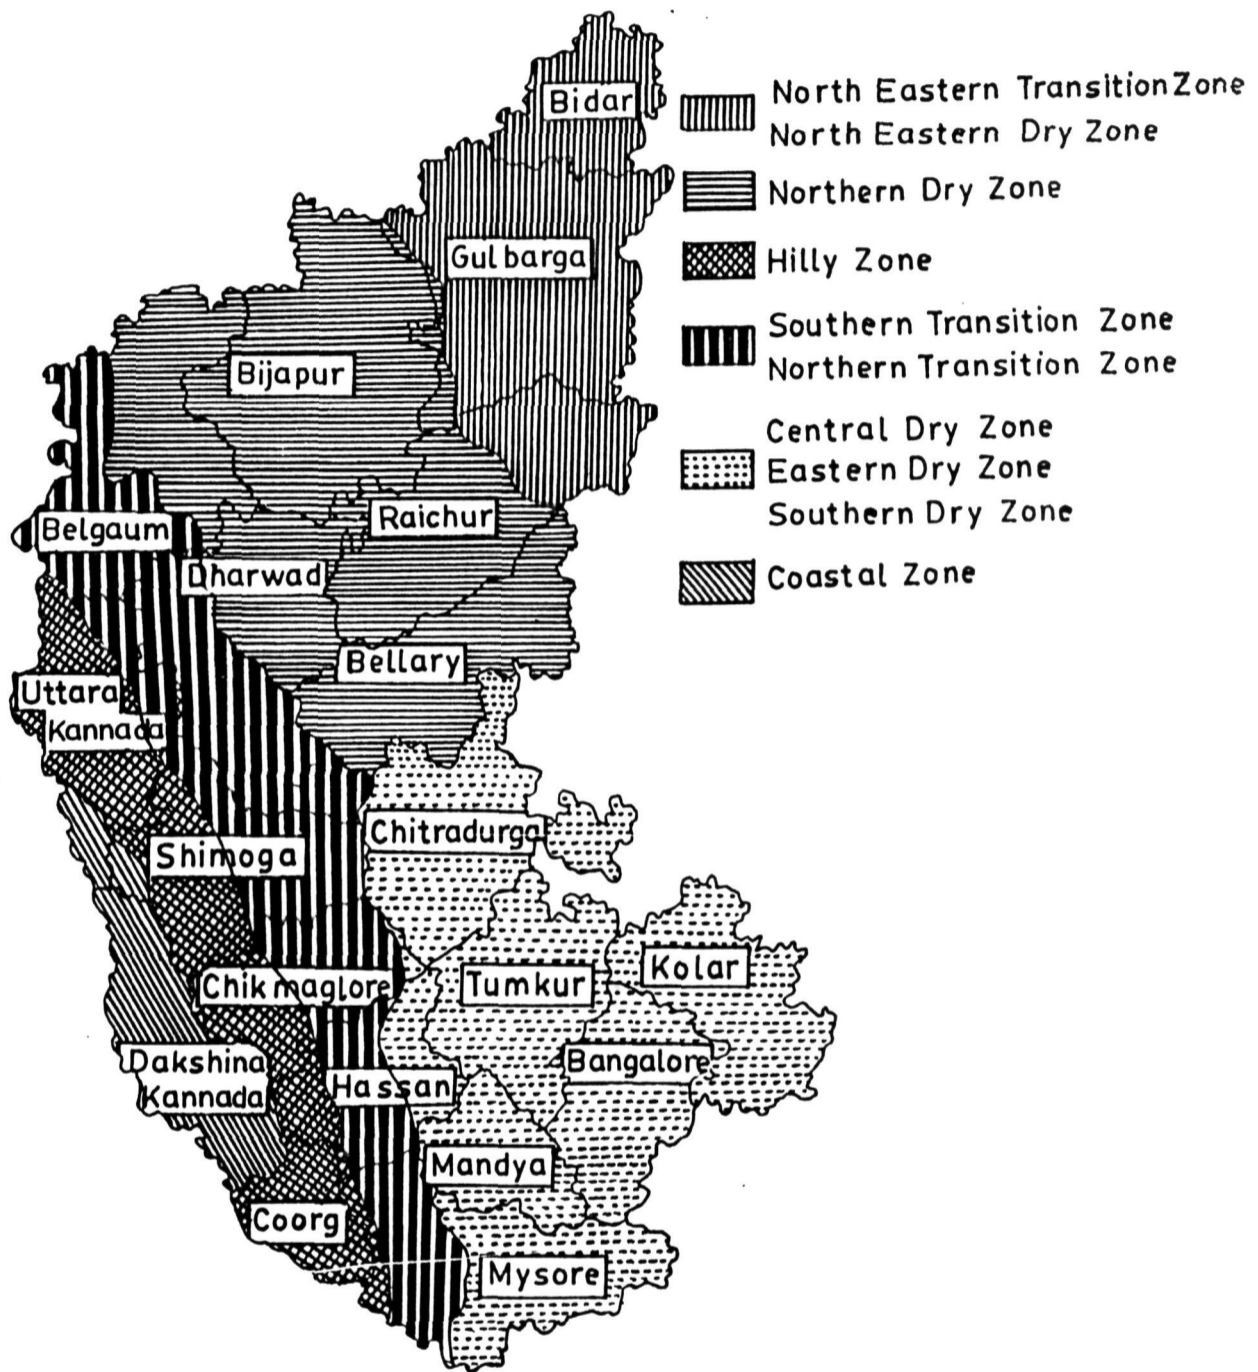 Bidar
Gulbarga
Bijapur
Belgaum
Raichur
Dharwad
Bellary
Uttara
Kannada
Chitradurga
Shimoga
Chikmaglore
Tumkur
Kolar
Dakshina
Kannada
Hassan
Bangalore
Mandya
Coorg
Mysore
North Eastern Transition Zone
North Eastern Dry Zone
Northern Dry Zone
Hilly Zone
Southern Transition Zone
Northern Transition Zone
Central Dry Zone
Eastern Dry Zone
Southern Dry Zone
Coastal Zone